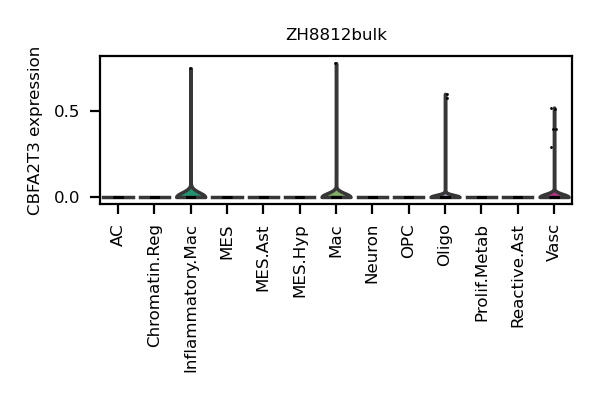 ZH8812bulk
CBFA2T3 expression
0.5
0.0
AC
Chromatin.Reg
Inflammatory.Mac
MES
MES.Ast
MES.Hyp
Mac
Neuron
OPC
Oligo
Prolif.Metab
Reactive.Ast
Vasc